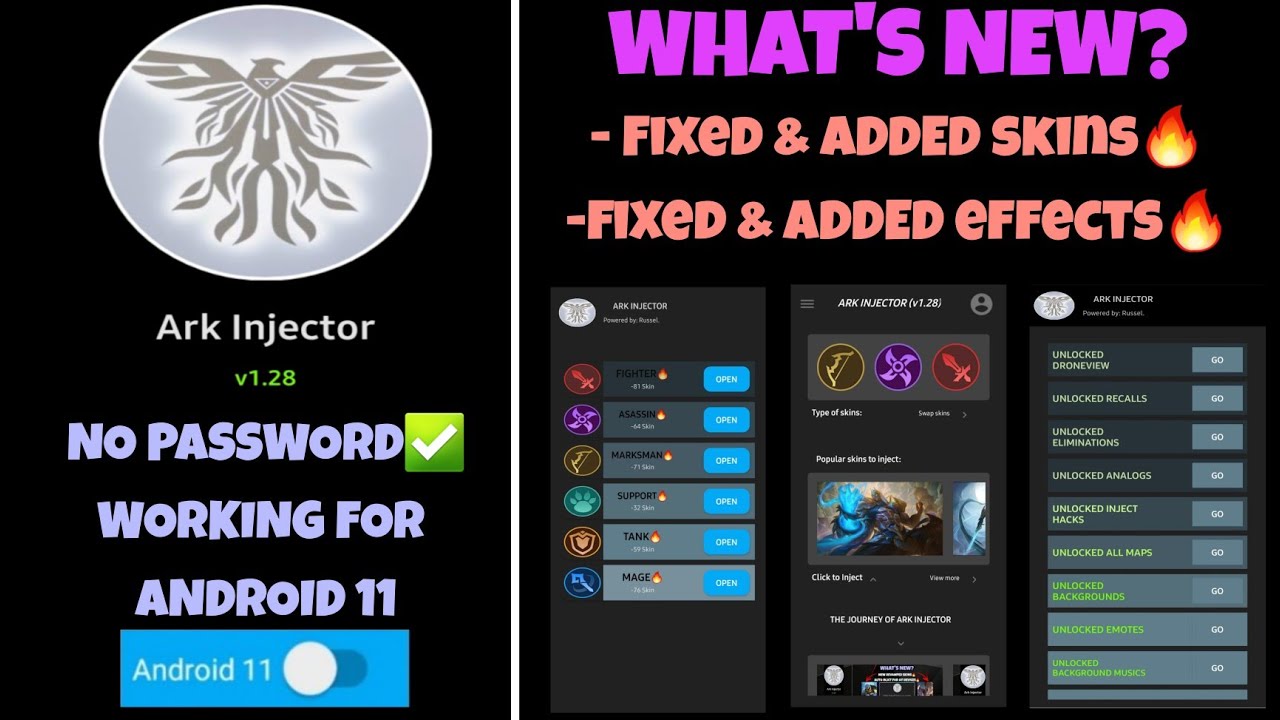 Ark Injector
v1.28
NO PASSWORD✅
WORKING FOR
ANDROID 11
Android 11
WHAT'S NEW?
- FIXED & ADDED SKINS🔥
-FIXED & ADDED EFFECTS🔥
ARK INJECTOR
Powered by: Russel.
FIGHTER🔥
-81 Skin
OPEN
ASASSIN🔥
-64 Skin
OPEN
MARKSMAN🔥
-71 Skin
OPEN
SUPPORT🔥
-32 Skin
OPEN
TANK🔥
-59 Skin
OPEN
MAGE🔥
-76 Skin
OPEN
ARK INJECTOR (v1.28)
Type of skins:
Swap skins
Popular skins to inject:
Click to Inject
View more
THE JOURNEY OF ARK INJECTOR
WHAT'S NEW?
ARK INJECTOR
Powered by: Russel.
UNLOCKED
DRONEVIEW
GO
UNLOCKED RECALLS
GO
UNLOCKED
ELIMINATIONS
GO
UNLOCKED ANALOGS
GO
UNLOCKED INJECT
HACKS
GO
UNLOCKED ALL MAPS
GO
UNLOCKED
BACKGROUNDS
GO
UNLOCKED EMOTES
GO
UNLOCKED
BACKGROUND MUSICS
GO